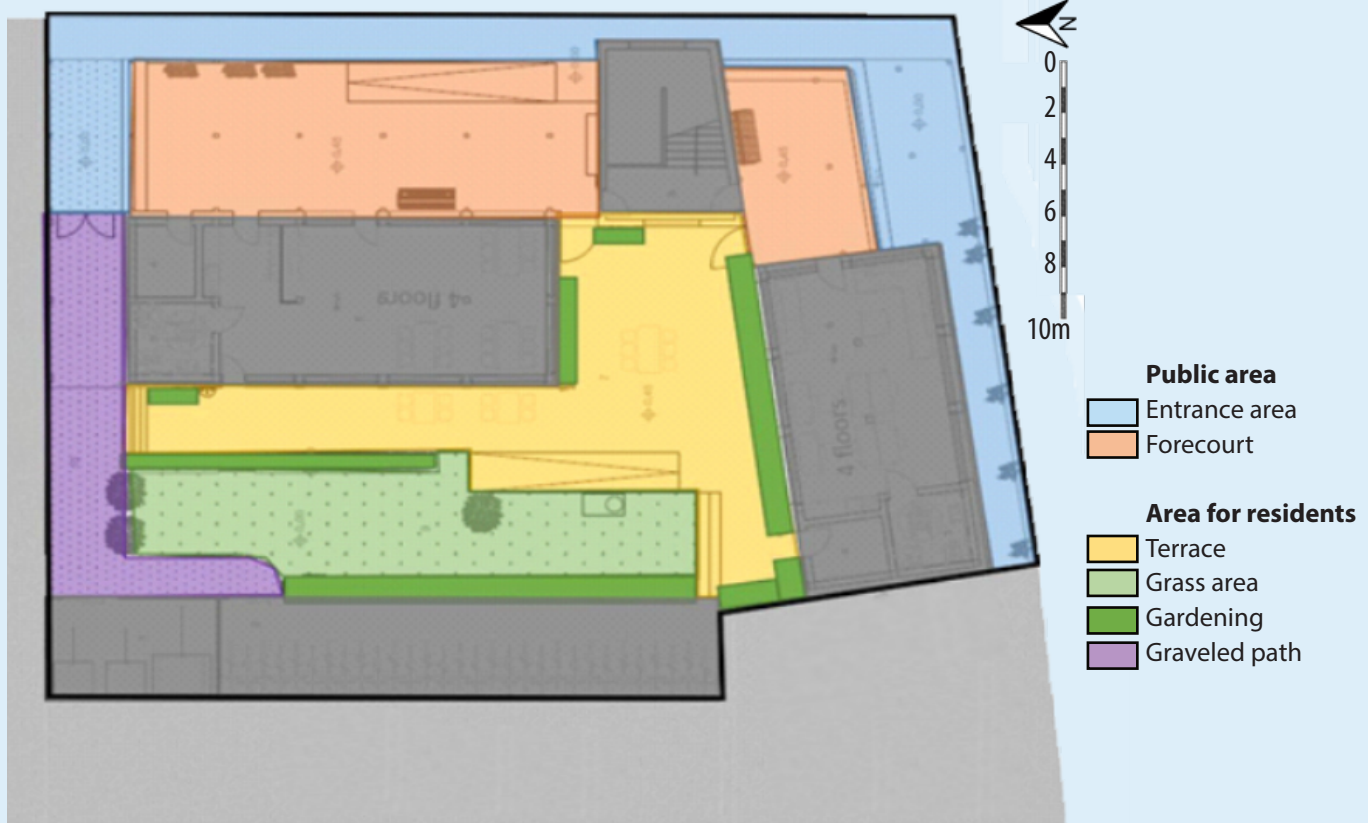 N
0
2
4
6
8
10m
4 floors
4 floors
Public area
Entrance area
Forecourt
Area for residents
Terrace
Grass area
Gardening
Graveled path